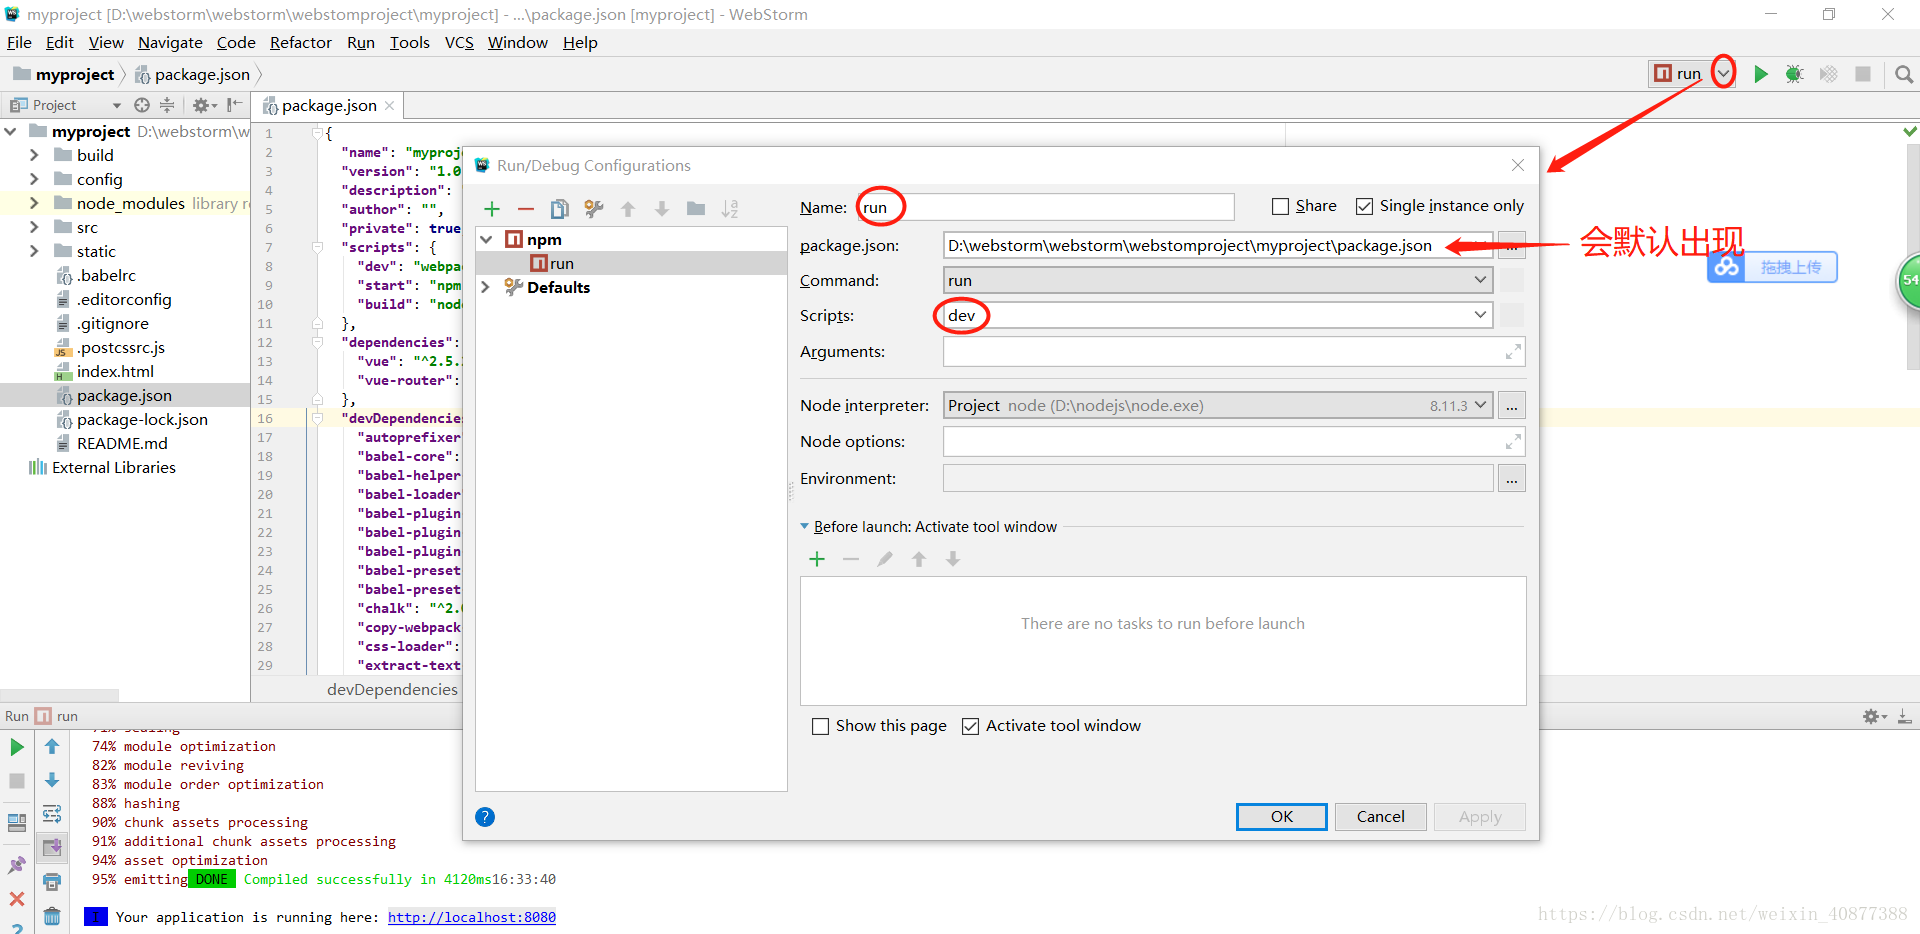 myproject [D:\webstorm\webstorm\webstomproject\myproject] - ...\package.json [myproject] - WebStorm
File Edit View Navigate Code Refactor Run Tools VCS Window Help
myproject package.json
run
Project
package.json
myproject D:\webstorm\w
build
config
node_modules library r
src
static
.babelrc
.editorconfig
.gitignore
.postcssrc.js
index.html
package.json
package-lock.json
README.md
External Libraries
1 {
2 "name": "myproj
3 "version": "1.0
4 "description":
5 "author": "",
6 "private": true
7 "scripts": {
8 "dev": "webpac
9 "start": "npm
10 "build": "node
11 },
12 "dependencies":
13 "vue": "^2.5.
14 "vue-router":
15 },
16 "devDependencies
17 "autoprefixer
18 "babel-core":
19 "babel-helper
20 "babel-loader
21 "babel-plugin
22 "babel-plugin
23 "babel-plugin
24 "babel-preset
25 "babel-preset
26 "chalk": "^2.
27 "copy-webpack
28 "css-loader":
29 "extract-text
devDependencies
Run/Debug Configurations
npm
run
Defaults
Name: run
Share
Single instance only
package.json: D:\webstorm\webstorm\webstomproject\myproject\package.json ...
会默认出现
拖拽上传
54
Command: run
Scripts: dev
Arguments:
Node interpreter: Project node (D:\nodejs\node.exe) 8.11.3 ...
Node options:
Environment: ...
Before launch: Activate tool window
There are no tasks to run before launch
Show this page
Activate tool window
? OK Cancel Apply
Run run
74% module optimization
82% module reviving
83% module order optimization
88% hashing
90% chunk assets processing
91% additional chunk assets processing
94% asset optimization
95% emitting DONE Compiled successfully in 4120ms16:33:40
I Your application is running here: http://localhost:8080
https://blog.csdn.net/weixin_40877388